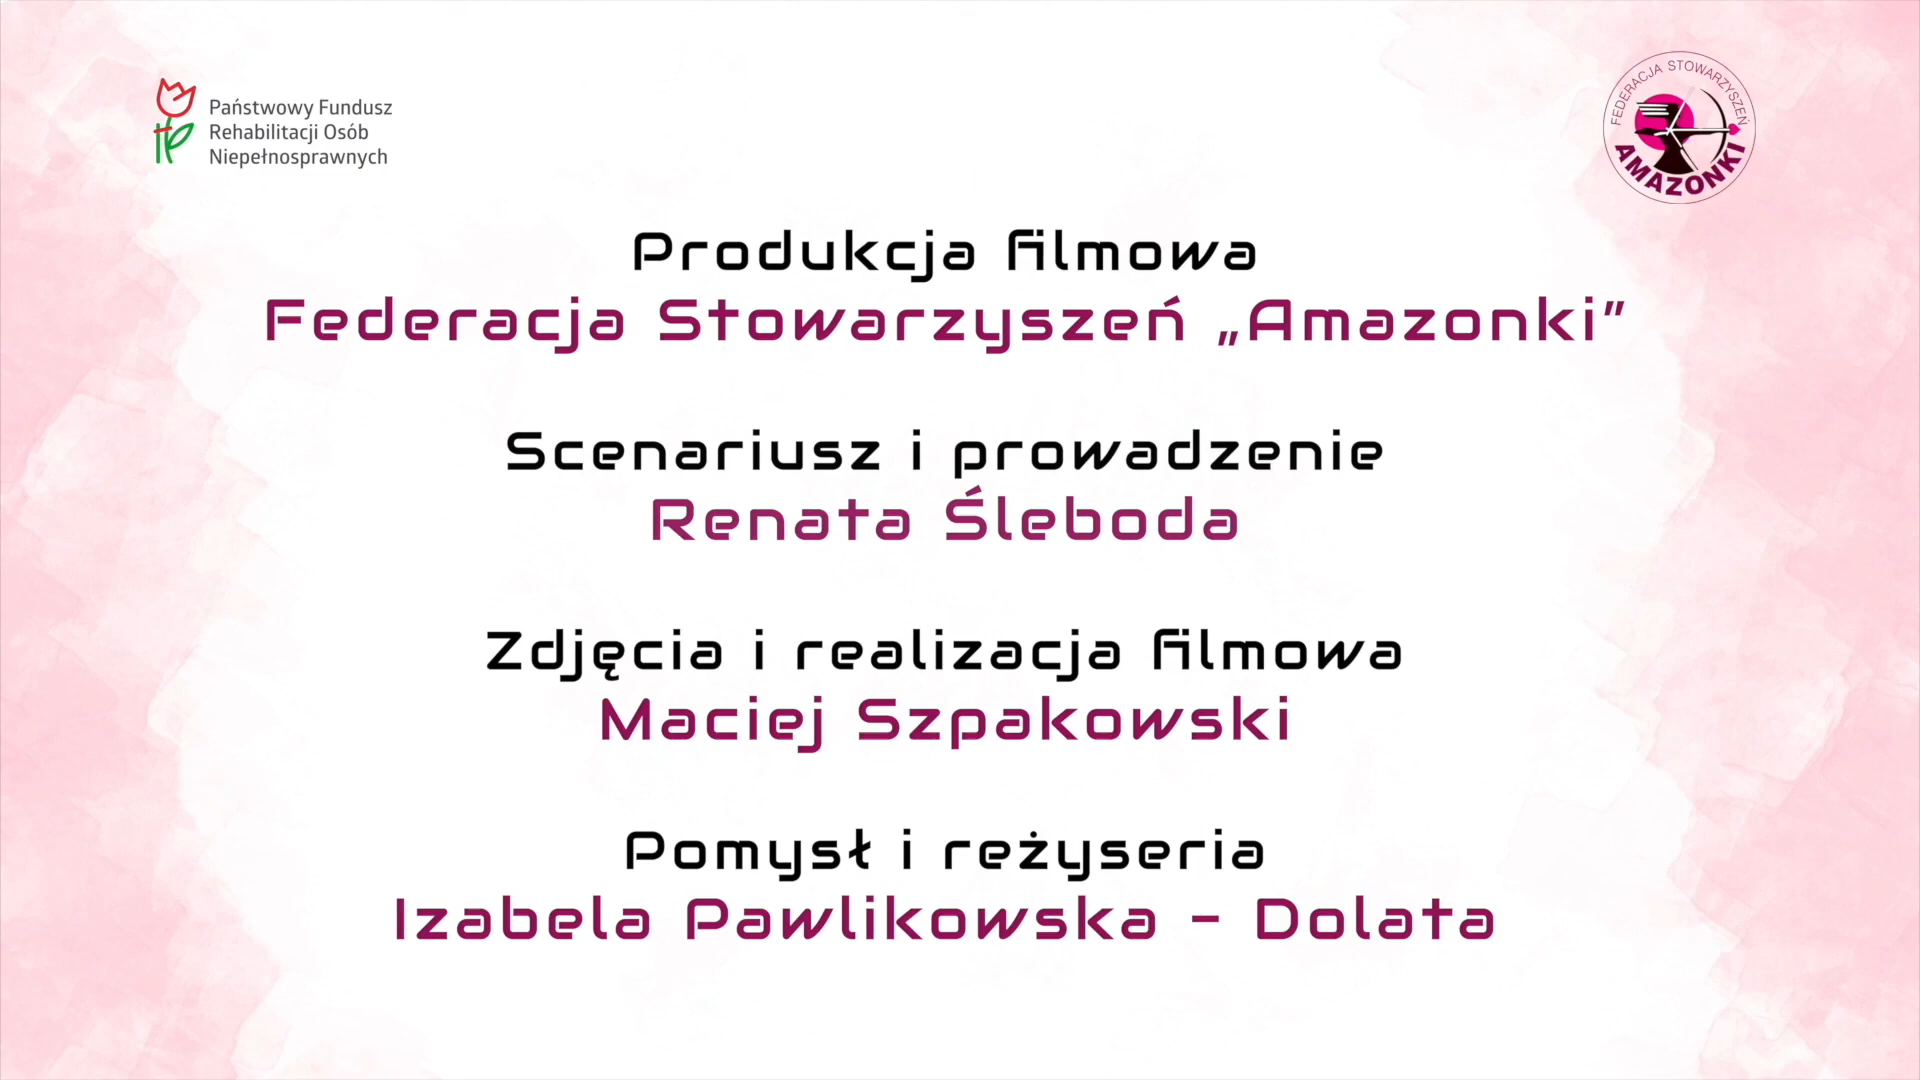 Państwowy Fundusz
Rehabilitacji Osób
Niepełnosprawnych
FEDERACJA STOWARZYSZEŃ
AMAZONKI
Produkcja filmowa
Federacja Stowarzyszeń „Amazonki”
Scenariusz i prowadzenie
Renata Śleboda
Zdjęcia i realizacja filmowa
Maciej Szpakowski
Pomysł i reżyseria
Izabela Pawlikowska - Dolata